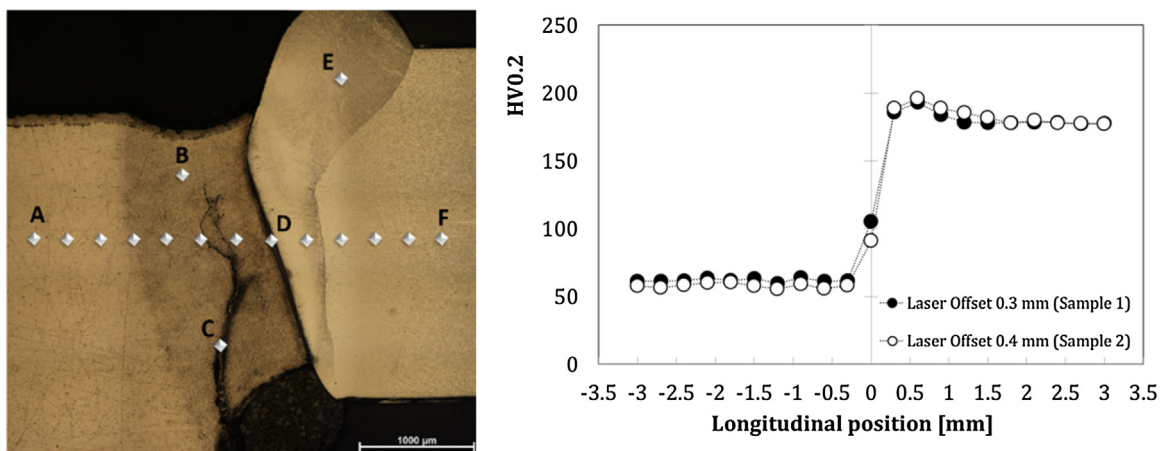 E
B
A
D
F
C
1000 µm
HV0.2
250
200
150
100
50
0
Laser Offset 0.3 mm (Sample 1)
Laser Offset 0.4 mm (Sample 2)
-3.5 -3 -2.5 -2 -1.5 -1 -0.5 0 0.5 1 1.5 2 2.5 3 3.5
Longitudinal position [mm]